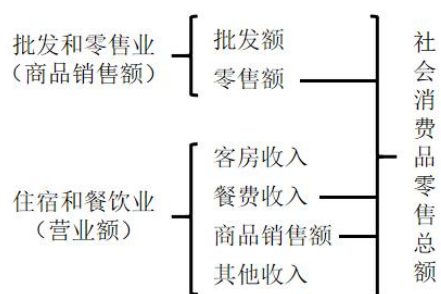 批发和零售业
（商品销售额）
批发额
零售额
住宿和餐饮业
（营业额）
客房收入
餐费收入
商品销售额
其他收入
社会消费品零售总额